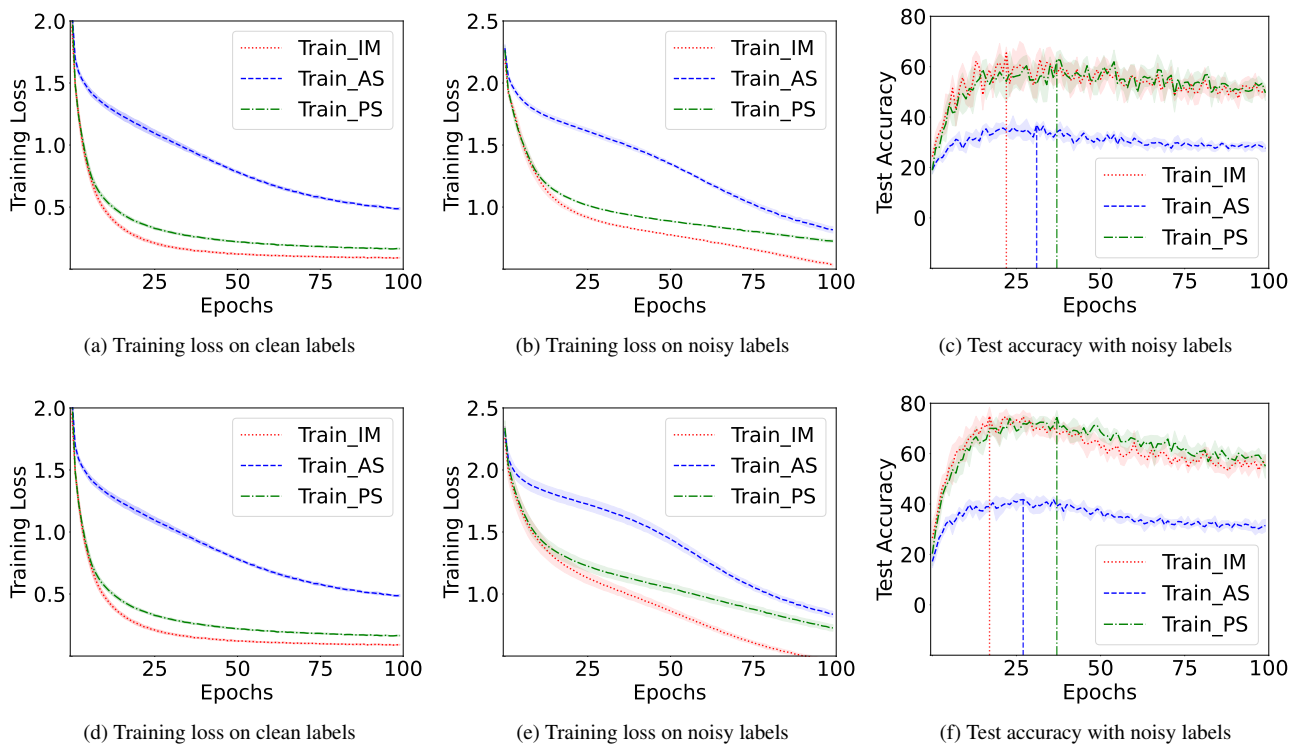 2.0
1.5
1.0
0.5
Training Loss
Train_IM
Train_AS
Train_PS
25 50 75 100
Epochs
(a) Training loss on clean labels
2.5
2.0
1.5
1.0
Training Loss
Train_IM
Train_AS
Train_PS
25 50 75 100
Epochs
(b) Training loss on noisy labels
80
60
40
20
0
Test Accuracy
Train_IM
Train_AS
Train_PS
25 50 75 100
Epochs
(c) Test accuracy with noisy labels
2.0
1.5
1.0
0.5
Training Loss
Train_IM
Train_AS
Train_PS
25 50 75 100
Epochs
(d) Training loss on clean labels
2.5
2.0
1.5
1.0
Training Loss
Train_IM
Train_AS
Train_PS
25 50 75 100
Epochs
(e) Training loss on noisy labels
80
60
40
20
0
Test Accuracy
Train_IM
Train_AS
Train_PS
25 50 75 100
Epochs
(f) Test accuracy with noisy labels